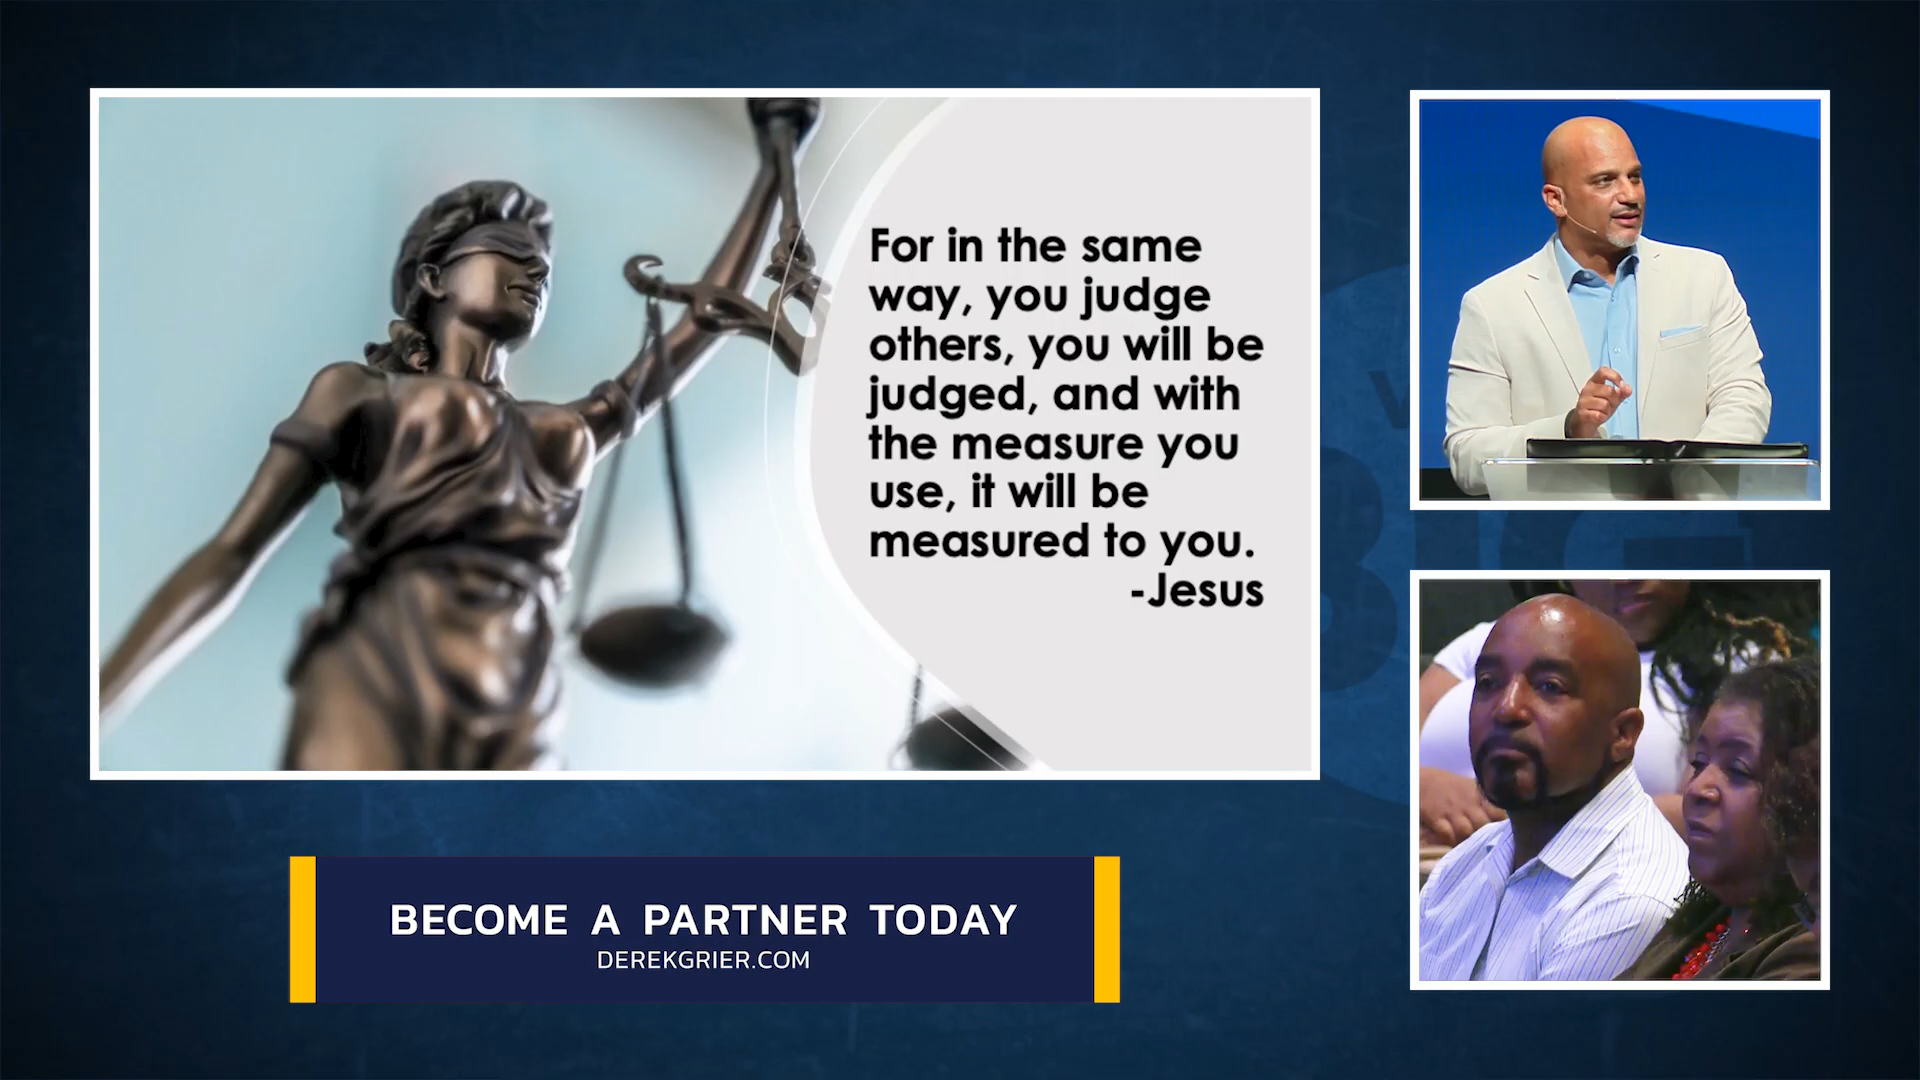 For in the same
way, you judge
others, you will be
judged, and with
the measure you
use, it will be
measured to you.
-Jesus
BECOME A PARTNER TODAY
DEREKGRIER.COM